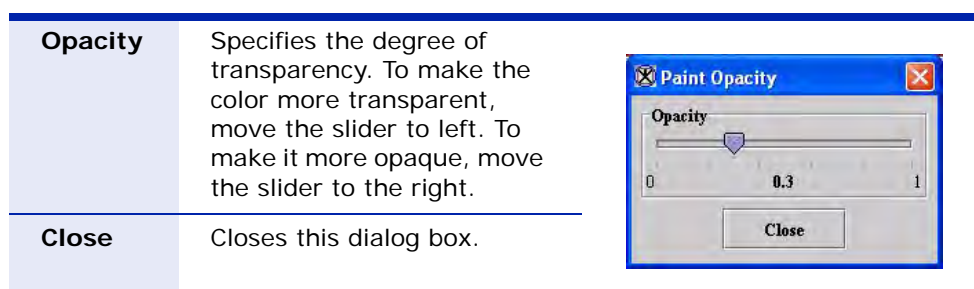 Opacity
Specifies the degree of
transparency. To make the
color more transparent,
move the slider to left. To
make it more opaque, move
the slider to the right.
Close
Closes this dialog box.
Paint Opacity
Opacity
0 0.3 1
Close